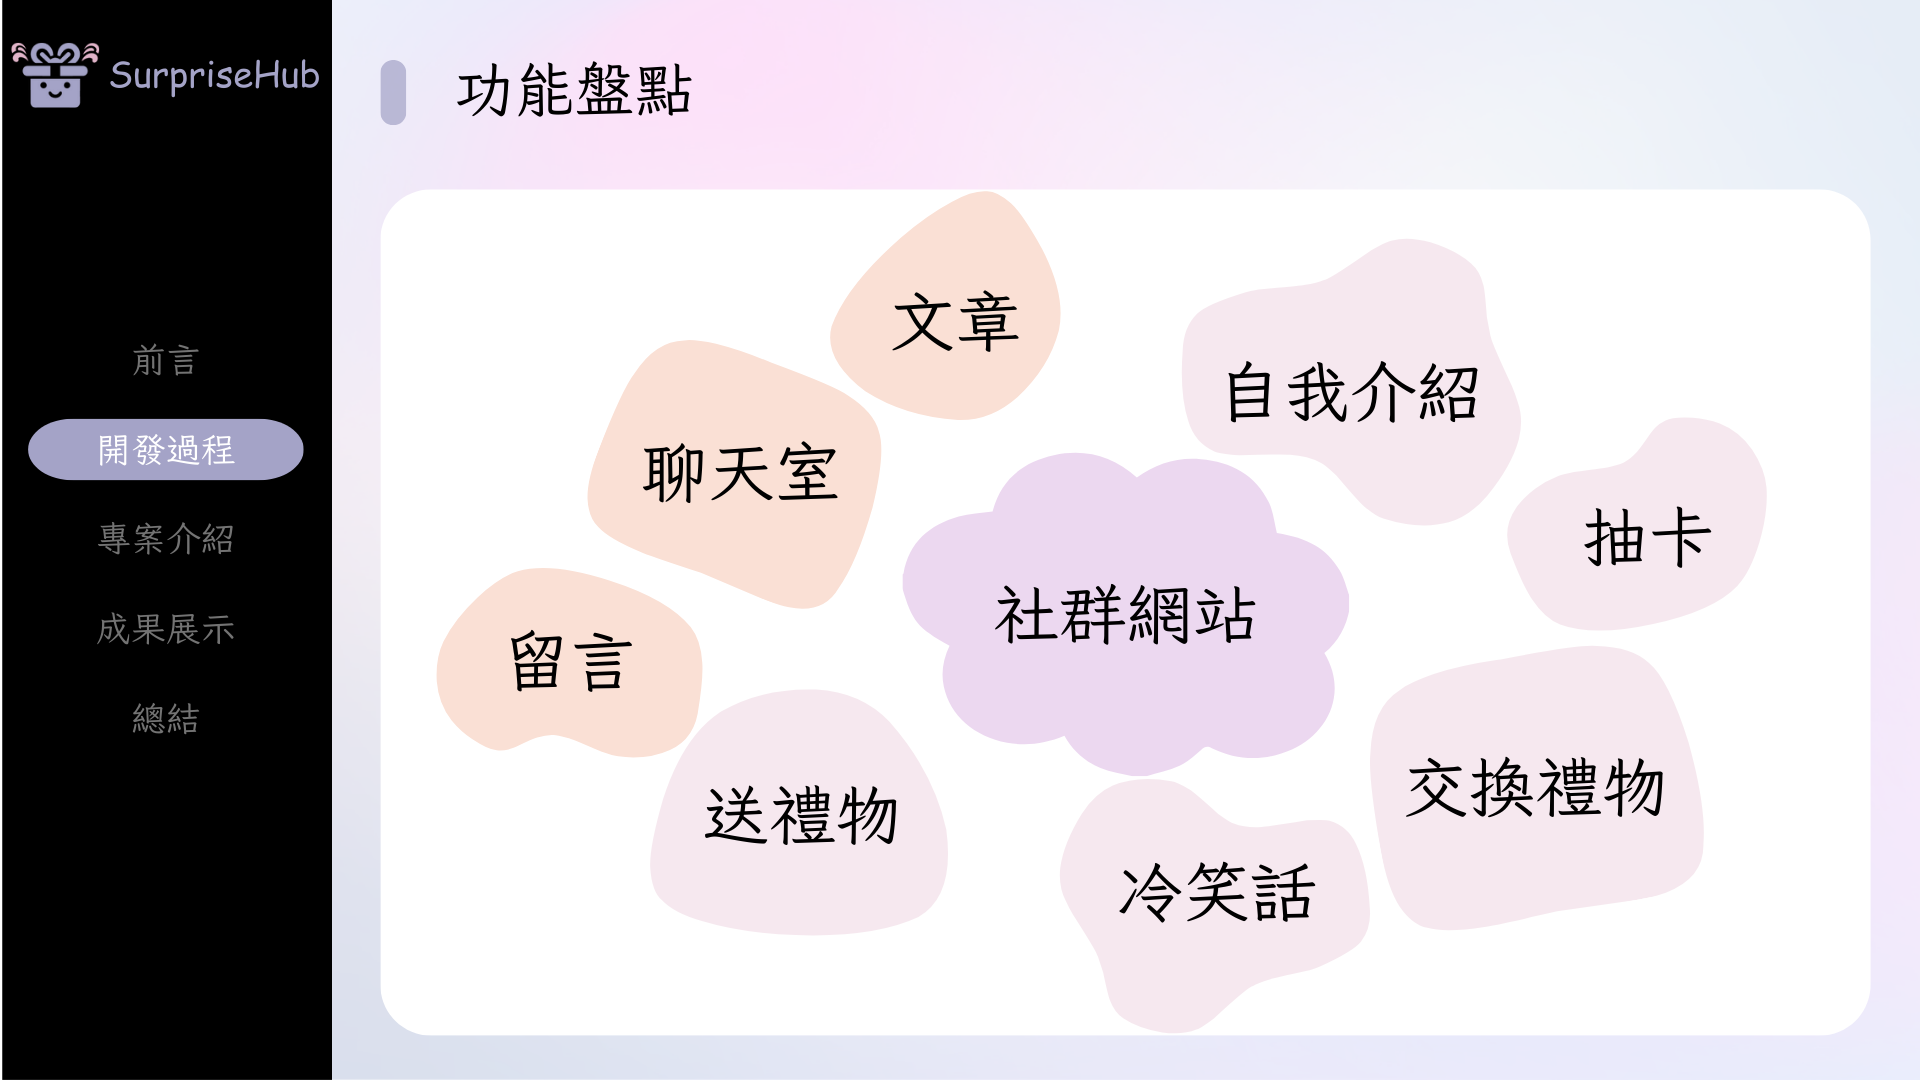 SurpriseHub
前言
開發過程
專案介紹
成果展示
總結
功能盤點
文章
自我介紹
聊天室
抽卡
社群網站
留言
送禮物
交換禮物
冷笑話